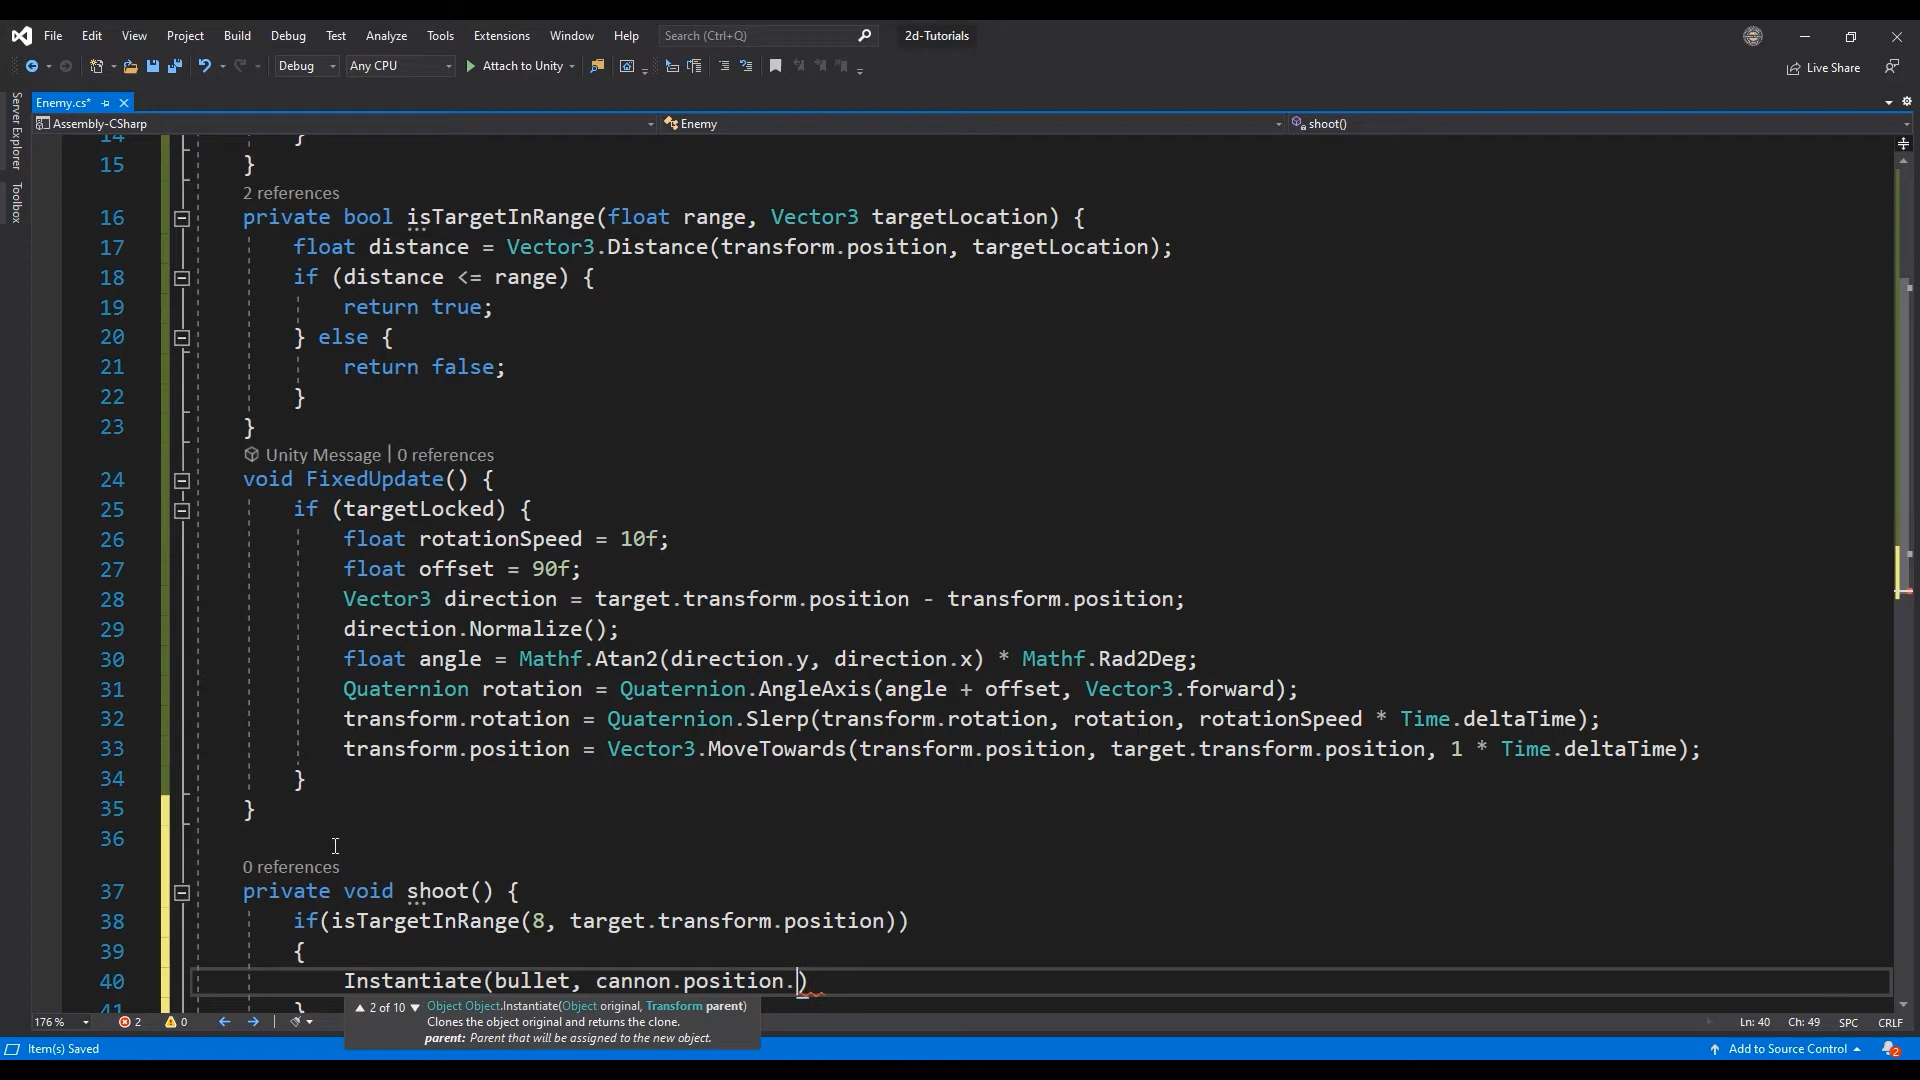 File Edit View Project Build Debug Test Analyze Tools Extensions Window Help Search (Ctrl+Q) 2d-Tutorials
Debug Any CPU Attach to Unity Live Share
Enemy.cs*
Assembly-CSharp Enemy shoot()
Server Explorer
Toolbox
14 }
15 }
2 references
16 private bool isTargetInRange(float range, Vector3 targetLocation) {
17 float distance = Vector3.Distance(transform.position, targetLocation);
18 if (distance <= range) {
19 return true;
20 } else {
21 return false;
22 }
23 }
Unity Message | 0 references
24 void FixedUpdate() {
25 if (targetLocked) {
26 float rotationSpeed = 10f;
27 float offset = 90f;
28 Vector3 direction = target.transform.position - transform.position;
29 direction.Normalize();
30 float angle = Mathf.Atan2(direction.y, direction.x) * Mathf.Rad2Deg;
31 Quaternion rotation = Quaternion.AngleAxis(angle + offset, Vector3.forward);
32 transform.rotation = Quaternion.Slerp(transform.rotation, rotation, rotationSpeed * Time.deltaTime);
33 transform.position = Vector3.MoveTowards(transform.position, target.transform.position, 1 * Time.deltaTime);
34 }
35 }
36
0 references
37 private void shoot() {
38 if(isTargetInRange(8, target.transform.position))
39 {
40 Instantiate(bullet, cannon.position.)
41 }
2 of 10 Object Object.Instantiate(Object original, Transform parent)
Clones the object original and returns the clone.
parent: Parent that will be assigned to the new object.
176 % 2 0 Ln: 40 Ch: 49 SPC CRLF
Item(s) Saved Add to Source Control 2